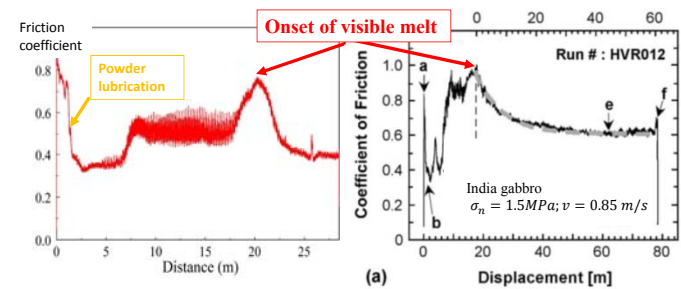 Friction
coefficient
Onset of visible melt
Powder
lubrication
0.8
0.6
0.4
0.2
0.0
0
5
10
15
20
25
Distance (m)
0 20 40 60
Run # : HVR012
a
e
f
b
1.0
0.8
0.6
0.4
0.2
0
Coefficient of Friction
India gabbro
σₙ = 1.5MPa; v = 0.85 m/s
0 20 40 60 80
(a)
Displacement [m]